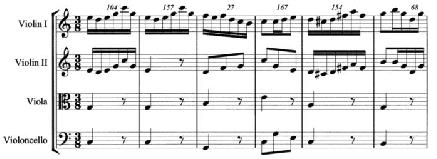 164 157 27 167 154 68
Violin I
Violin II
Viola
Violoncello